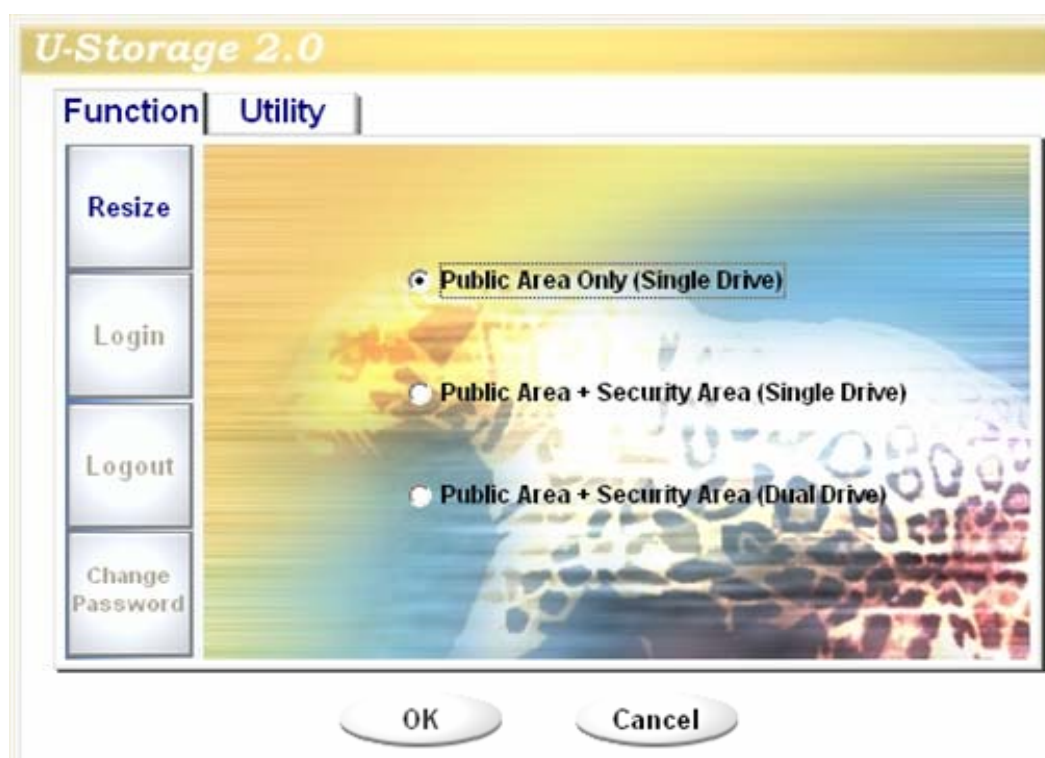 U-Storage 2.0
Function
Utility
Resize
Public Area Only (Single Drive)
Login
Public Area + Security Area (Single Drive)
Logout
Public Area + Security Area (Dual Drive)
Change
Password
OK
Cancel